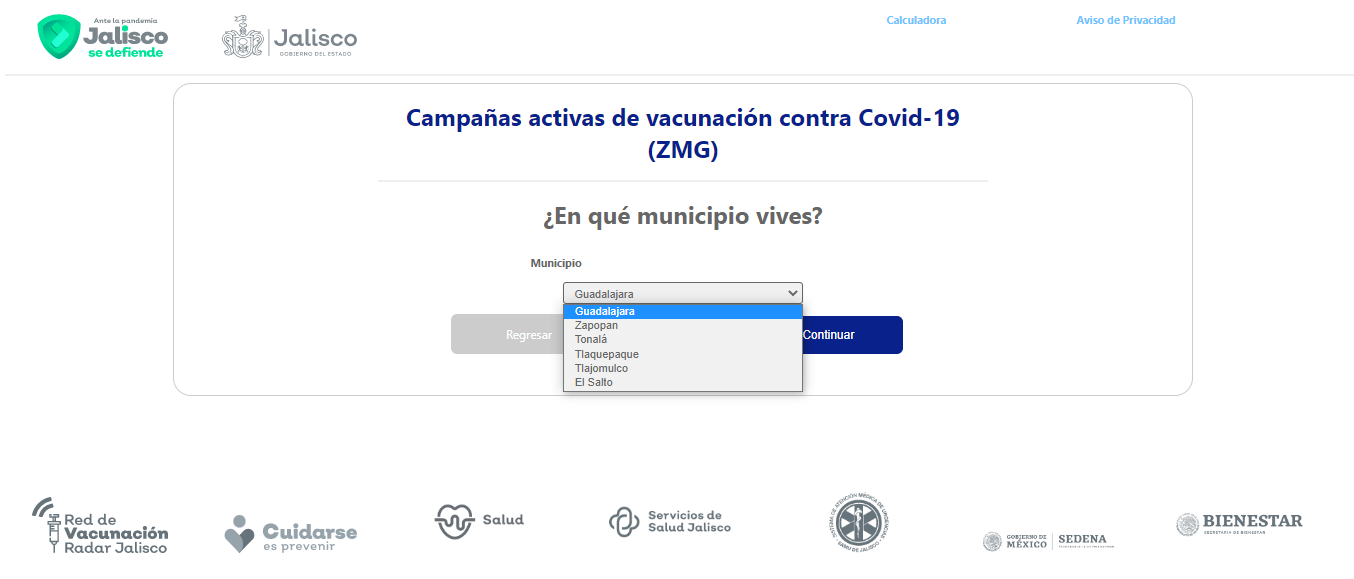 Ante la pandemia
Jalisco
se defiende
Jalisco
GOBIERNO DEL ESTADO
Calculadora
Aviso de Privacidad
Campañas activas de vacunación contra Covid-19
(ZMG)
¿En qué municipio vives?
Municipio
Guadalajara
Guadalajara
Zapopan
Tonalá
Tlaquepaque
Tlajomulco
El Salto
Regresar
Continuar
Red de
Vacunación
Radar Jalisco
Cuidarse
es prevenir
Salud
Servicios de
Salud Jalisco
SISTEMA DE ATENCIÓN MÉDICA DE URGENCIAS
SAMU DE JALISCO
GOBIERNO DE
MÉXICO
SEDENA
BIENESTAR
SECRETARÍA DE BIENESTAR